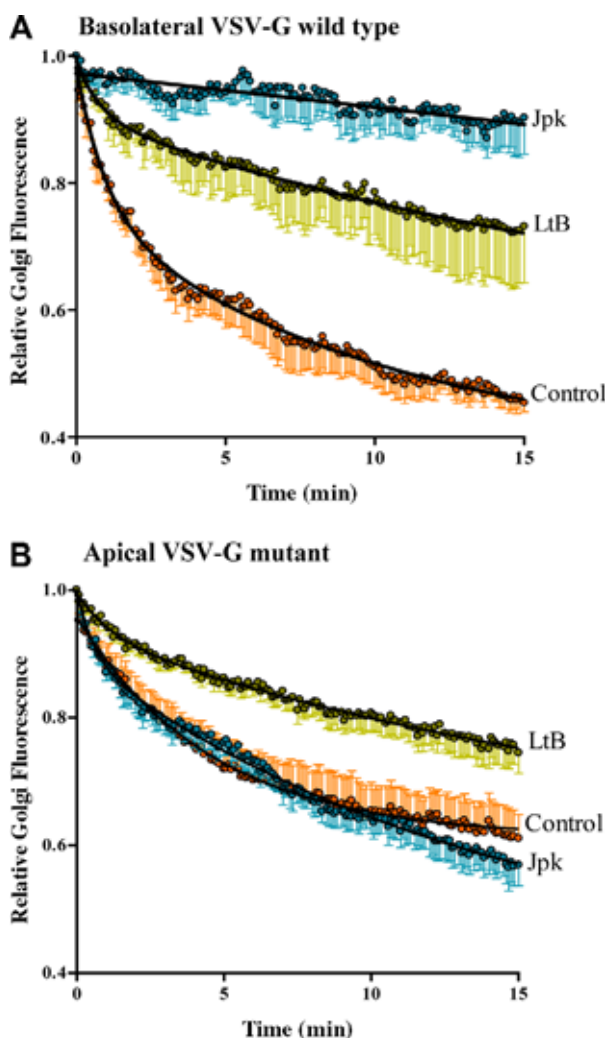 A Basolateral VSV-G wild type
Relative Golgi Fluorescence
1.0
0.8
0.6
0.4
Jpk
LtB
Control
0 5 10 15
Time (min)
B Apical VSV-G mutant
Relative Golgi Fluorescence
1.0
0.8
0.6
0.4
LtB
Control
Jpk
0 5 10 15
Time (min)